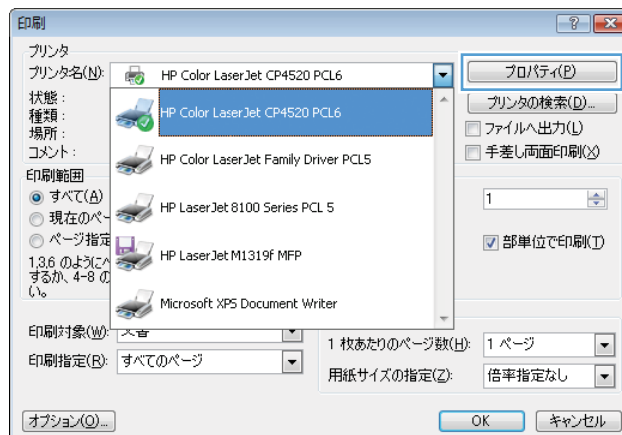 印刷
プリンタ
プリンタ名(N): HP Color LaserJet CP4520 PCL6 プロパティ(P)
状態 : HP Color LaserJet CP4520 PCL6 プリンタの検索(D)...
種類 :
場所 : ファイルへ出力(L)
コメント : HP Color LaserJet Family Driver PCL5 手差し両面印刷(X)
印刷範囲
すべて(A) HP LaserJet 8100 Series PCL 5 1
現在のペー
ページ指定 HP LaserJet M1319f MFP 部単位で印刷(T)
1,3,6 のようにペ
するか、4-8 の
い。 Microsoft XPS Document Writer
印刷対象(W): 文書 1 枚あたりのページ数(H): 1 ページ
印刷指定(R): すべてのページ 用紙サイズの指定(Z): 倍率指定なし
オプション(O)... OK キャンセル